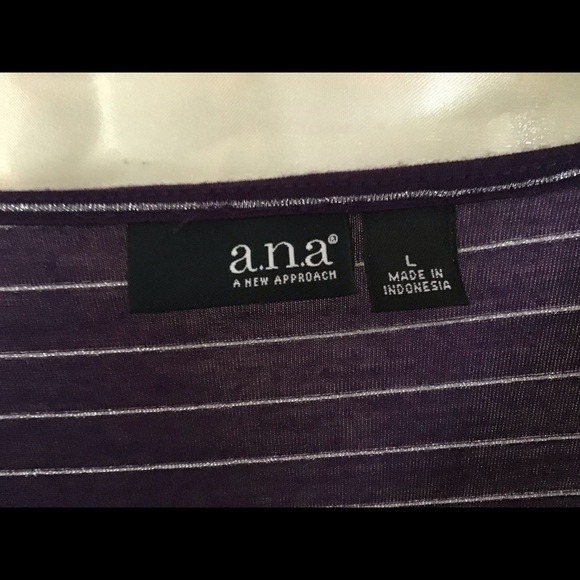 a.n.a®
A NEW APPROACH
L
MADE IN
INDONESIA